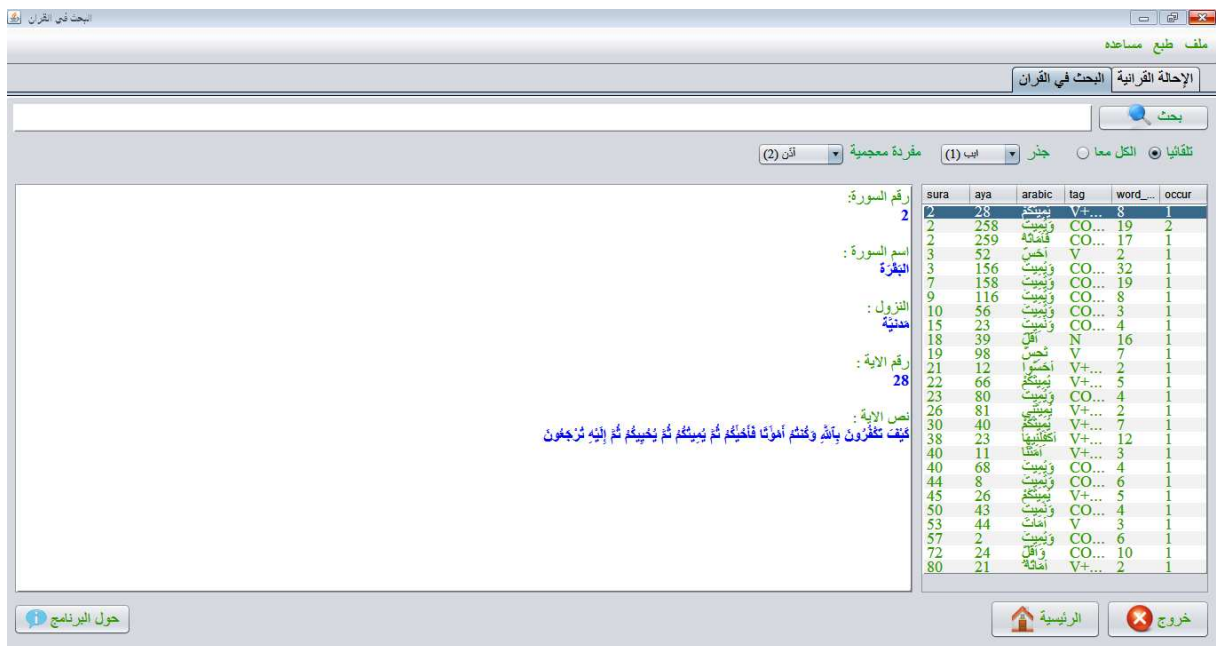 البحث في القران
ملف طبع مساعده
الإحالة القرانية البحث في القران
بحث
تلقائيا الكل معا جذر ايب (1) مفردة معجمية أذن (2)
رقم السورة:
2
اسم السورة :
البَقَرَة
النزول :
مَدنيَّة
رقم الاية :
28
نص الاية :
كَيْفَ تَكْفُرُونَ بِٱللَّهِ وَكُنتُمْ أَمْوَٰتًا فَأَحْيَٰكُمْ ثُمَّ يُمِيتُكُمْ ثُمَّ يُحْيِيكُمْ ثُمَّ إِلَيْهِ تُرْجَعُونَ
sura aya arabic tag word_... occur
2 28 يُمِيتُكُمْ V+... 8 1
2 258 وَيُمِيتُ CO... 19 2
2 259 فَأَمَاتَهُ CO... 17 1
3 52 أَحَسَّ V 2 1
3 156 وَيُمِيتُ CO... 32 1
7 158 وَيُمِيتُ CO... 19 1
9 116 وَيُمِيتُ CO... 8 1
10 56 وَيُمِيتُ CO... 3 1
15 23 وَنُمِيتُ CO... 4 1
18 39 أَقَلَّ N 16 1
19 98 تُحِسُّ V 7 1
21 12 أَحَسُّوا V+... 2 1
22 66 يُمِيتُكُمْ V+... 5 1
23 80 وَيُمِيتُ CO... 4 1
26 81 يُمِيتُنِي V+... 2 1
30 40 يُمِيتُكُمْ V+... 7 1
38 23 أَكْفِلْنِيهَا V+... 12 1
40 11 أَمَتَّنَا V+... 3 1
40 68 وَيُمِيتُ CO... 4 1
44 8 وَيُمِيتُ CO... 6 1
45 26 يُمِيتُكُمْ V+... 5 1
50 43 وَنُمِيتُ CO... 4 1
53 44 أَمَاتَ V 3 1
57 2 وَيُمِيتُ CO... 6 1
72 24 وَأَقَلُّ CO... 10 1
80 21 أَمَاتَهُ V+... 2 1
خروج الرئيسية حول البرنامج